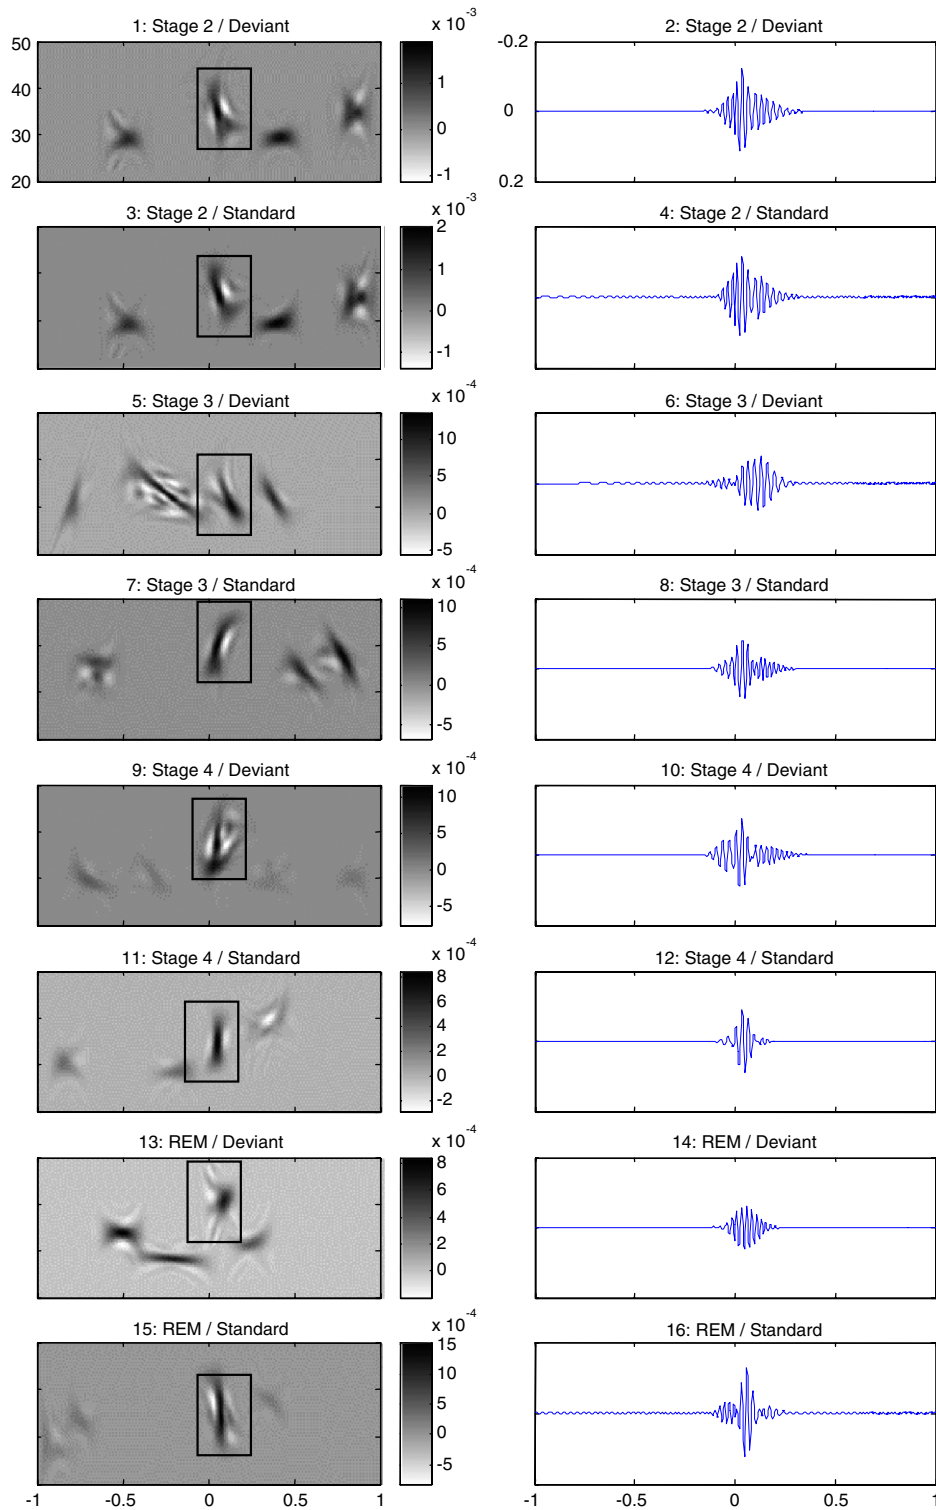 1: Stage 2 / Deviant
50
40
30
20
x 10-3
1
0
-1
2: Stage 2 / Deviant
-0.2
0
0.2
3: Stage 2 / Standard
x 10-3
2
1
0
-1
4: Stage 2 / Standard
5: Stage 3 / Deviant
x 10-4
10
5
0
-5
6: Stage 3 / Deviant
7: Stage 3 / Standard
x 10-4
10
5
0
-5
8: Stage 3 / Standard
9: Stage 4 / Deviant
x 10-4
10
5
0
-5
10: Stage 4 / Deviant
11: Stage 4 / Standard
x 10-4
8
6
4
2
0
-2
12: Stage 4 / Standard
13: REM / Deviant
x 10-4
8
6
4
2
0
14: REM / Deviant
15: REM / Standard
x 10-4
15
10
5
0
-5
-1 -0.5 0 0.5 1
16: REM / Standard
-1 -0.5 0 0.5 1